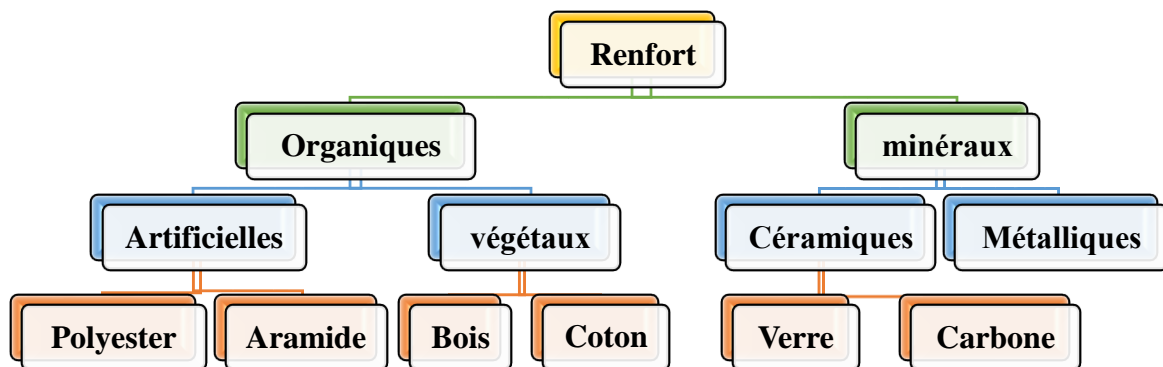 Renfort
Organiques
minéraux
Artificielles
végétaux
Céramiques
Métalliques
Polyester
Aramide
Bois
Coton
Verre
Carbone